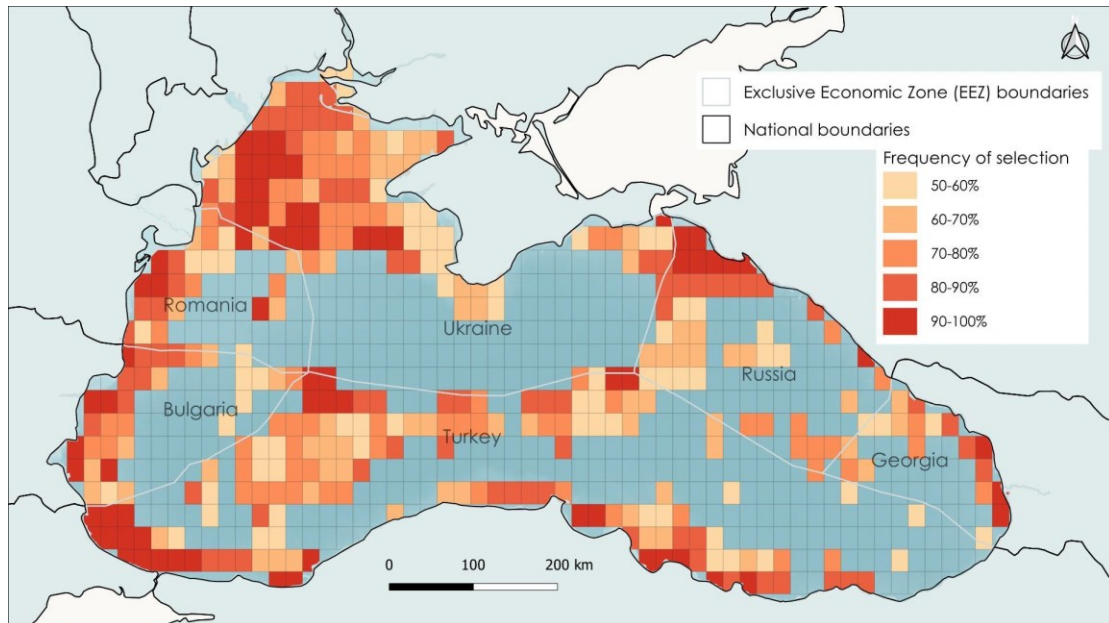 N
Exclusive Economic Zone (EEZ) boundaries
National boundaries
Frequency of selection
50-60%
60-70%
70-80%
80-90%
90-100%
Romania
Ukraine
Russia
Bulgaria
Turkey
Georgia
0 100 200 km